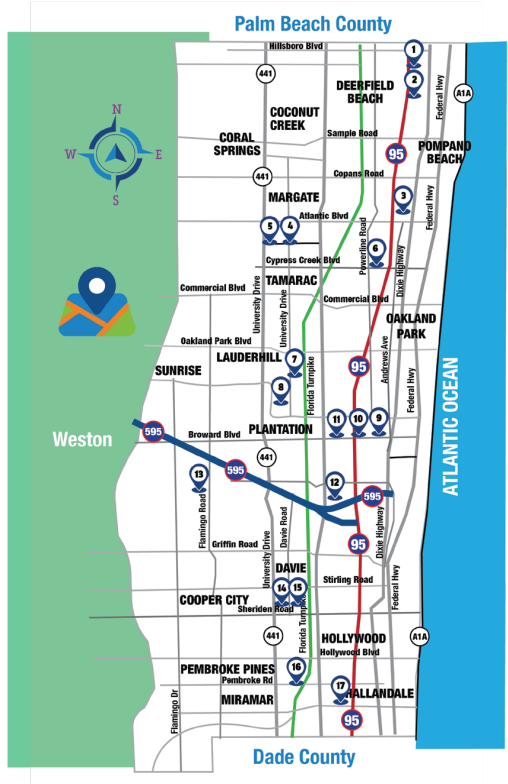 Palm Beach County
Hillsboro Blvd
1
441
2
DEERFIELD
BEACH
Federal Hwy
A1A
COCONUT
CREEK
Sample Road
CORAL
SPRINGS
95
POMPANO
BEACH
N
W
E
S
441
Copans Road
MARGATE
3
Federal Hwy
Atlantic Blvd
5
4
Powerline Road
6
Dixie Highway
Cypress Creek Blvd
TAMARAC
Commercial Blvd
University Drive
University Drive
Commercial Blvd
OAKLAND
PARK
Oakland Park Blvd
LAUDERHILL
7
Florida Turnpike
95
Andrews Ave
SUNRISE
8
Federal Hwy
ATLANTIC OCEAN
PLANTATION
11
10
9
Weston
595
Broward Blvd
441
595
13
12
595
Flamingo Road
Davie Road
University Drive
Dixie Highway
Griffin Road
95
DAVIE
Stirling Road
14
15
Federal Hwy
COOPER CITY
Sheriden Road
Florida Turnpike
441
HOLLYWOOD
A1A
Hollywood Blvd
PEMBROKE PINES
16
Pembroke Rd
17
HALLANDALE
Flamingo Dr
MIRAMAR
95
Dade County